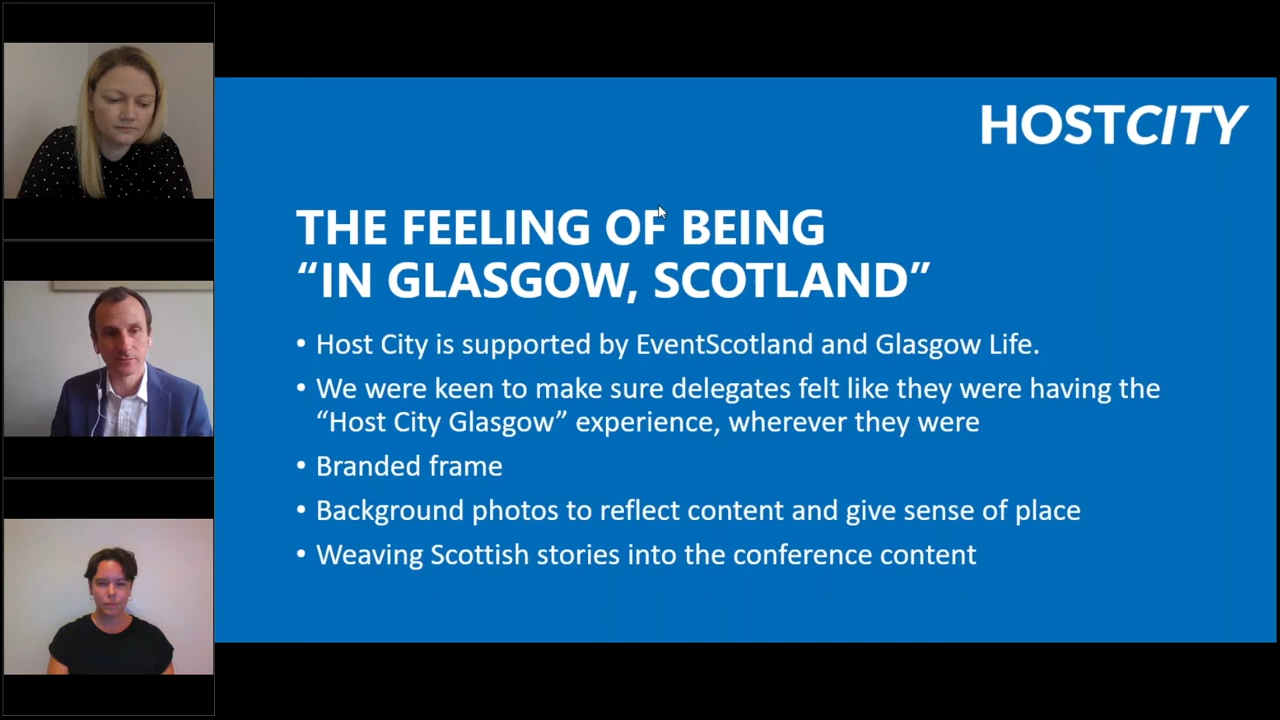 HOSTCITY
THE FEELING OF BEING
“IN GLASGOW, SCOTLAND”
• Host City is supported by EventScotland and Glasgow Life.
• We were keen to make sure delegates felt like they were having the
“Host City Glasgow” experience, wherever they were
• Branded frame
• Background photos to reflect content and give sense of place
• Weaving Scottish stories into the conference content